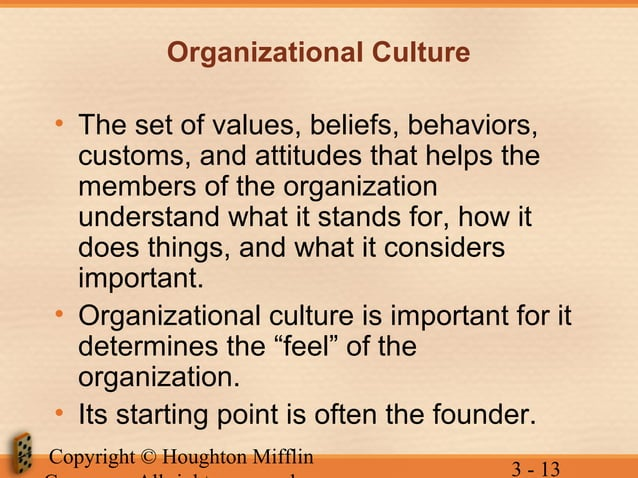 Organizational Culture
• The set of values, beliefs, behaviors,
customs, and attitudes that helps the
members of the organization
understand what it stands for, how it
does things, and what it considers
important.
• Organizational culture is important for it
determines the “feel” of the
organization.
• Its starting point is often the founder.
Copyright © Houghton Mifflin
3 - 13